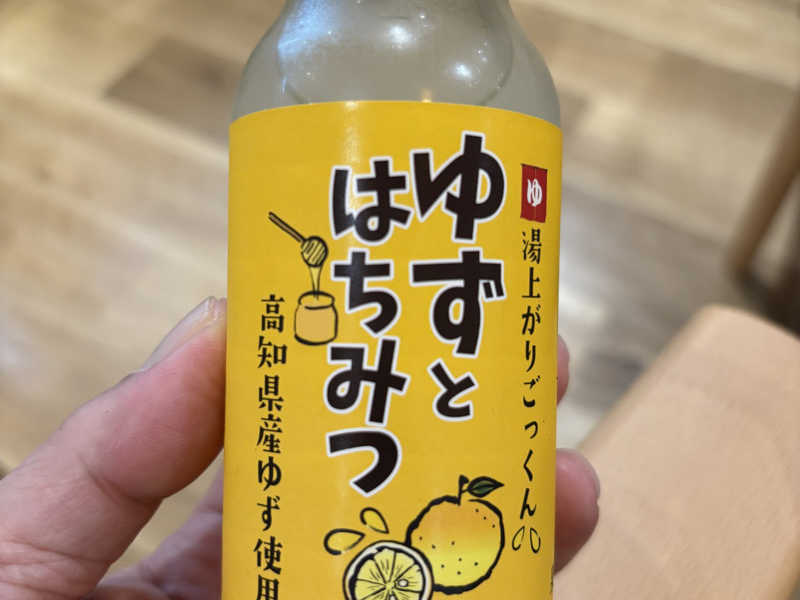 ゆ
湯上がりごっくん
ゆずと
はちみつ
高知県産ゆず使用